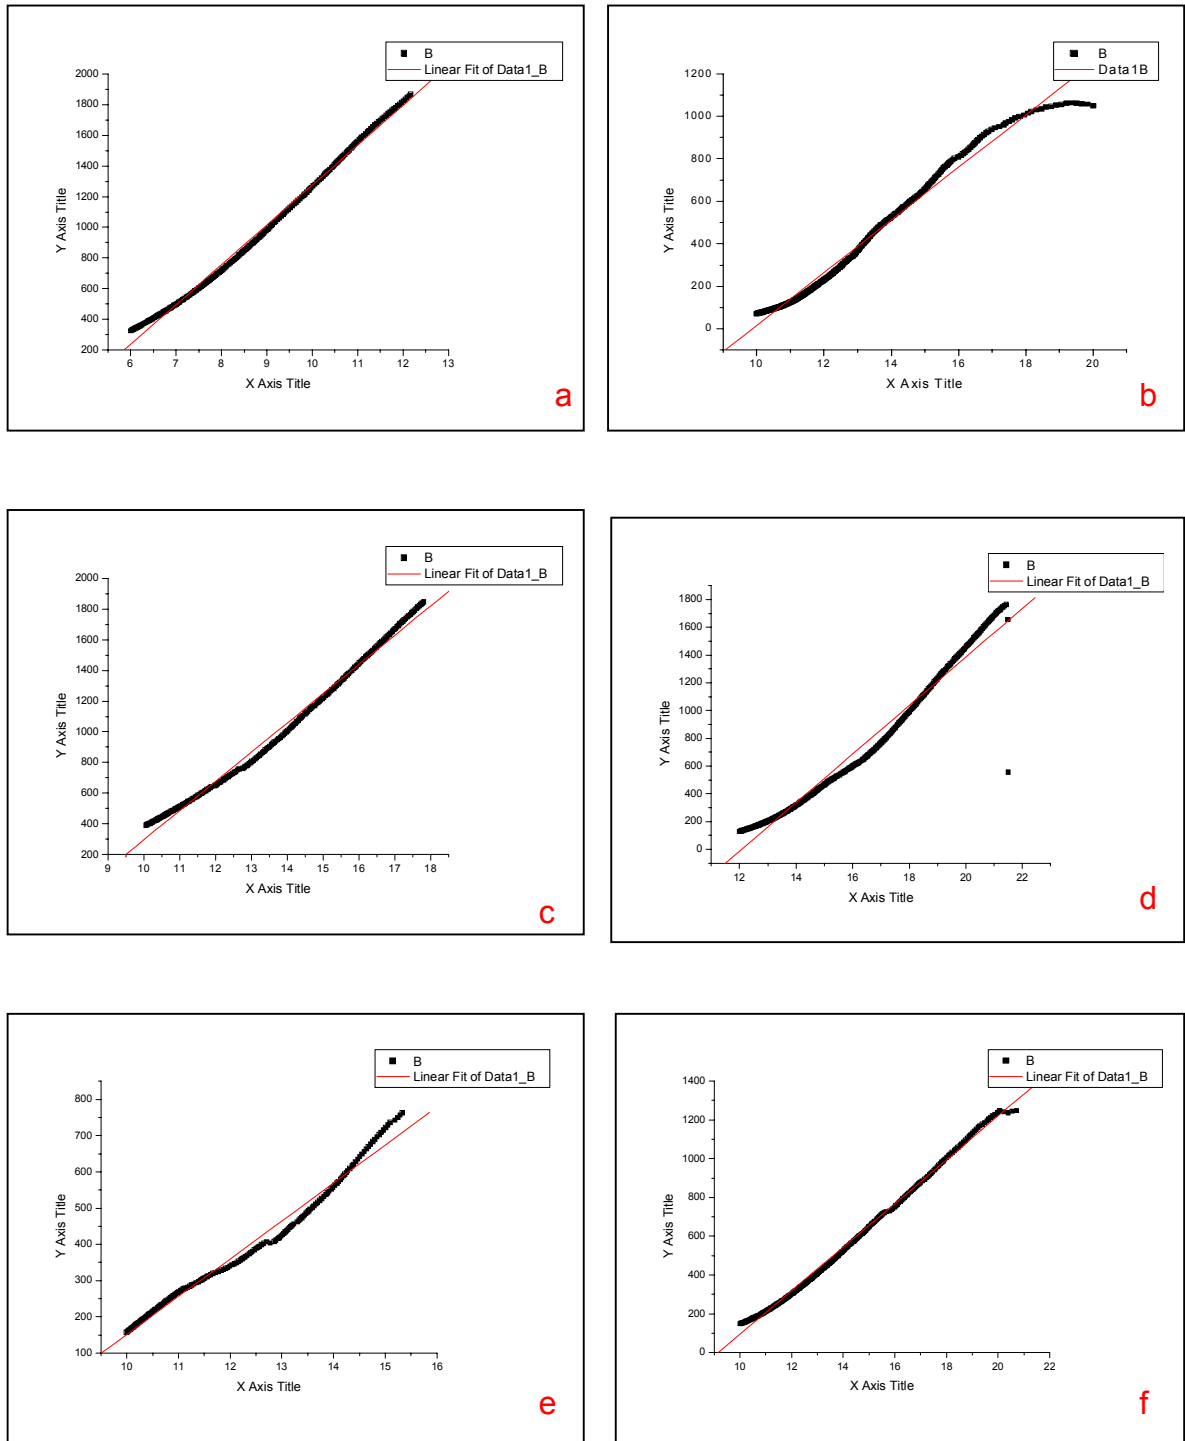 B
Linear Fit of Data1_B
2000
1800
1600
1400
1200
1000
800
600
400
200
6 7 8 9 10 11 12 13
Y Axis Title
X Axis Title
a
B
Data1B
1200
1000
800
600
400
200
0
10 12 14 16 18 20
Y Axis Title
X Axis Title
b
B
Linear Fit of Data1_B
2000
1800
1600
1400
1200
1000
800
600
400
200
9 10 11 12 13 14 15 16 17 18
Y Axis Title
X Axis Title
c
B
Linear Fit of Data1_B
1800
1600
1400
1200
1000
800
600
400
200
0
12 14 16 18 20 22
Y Axis Title
X Axis Title
d
B
Linear Fit of Data1_B
800
700
600
500
400
300
200
100
10 11 12 13 14 15 16
Y Axis Title
X Axis Title
e
B
Linear Fit of Data1_B
1400
1200
1000
800
600
400
200
0
10 12 14 16 18 20 22
Y Axis Title
X Axis Title
f